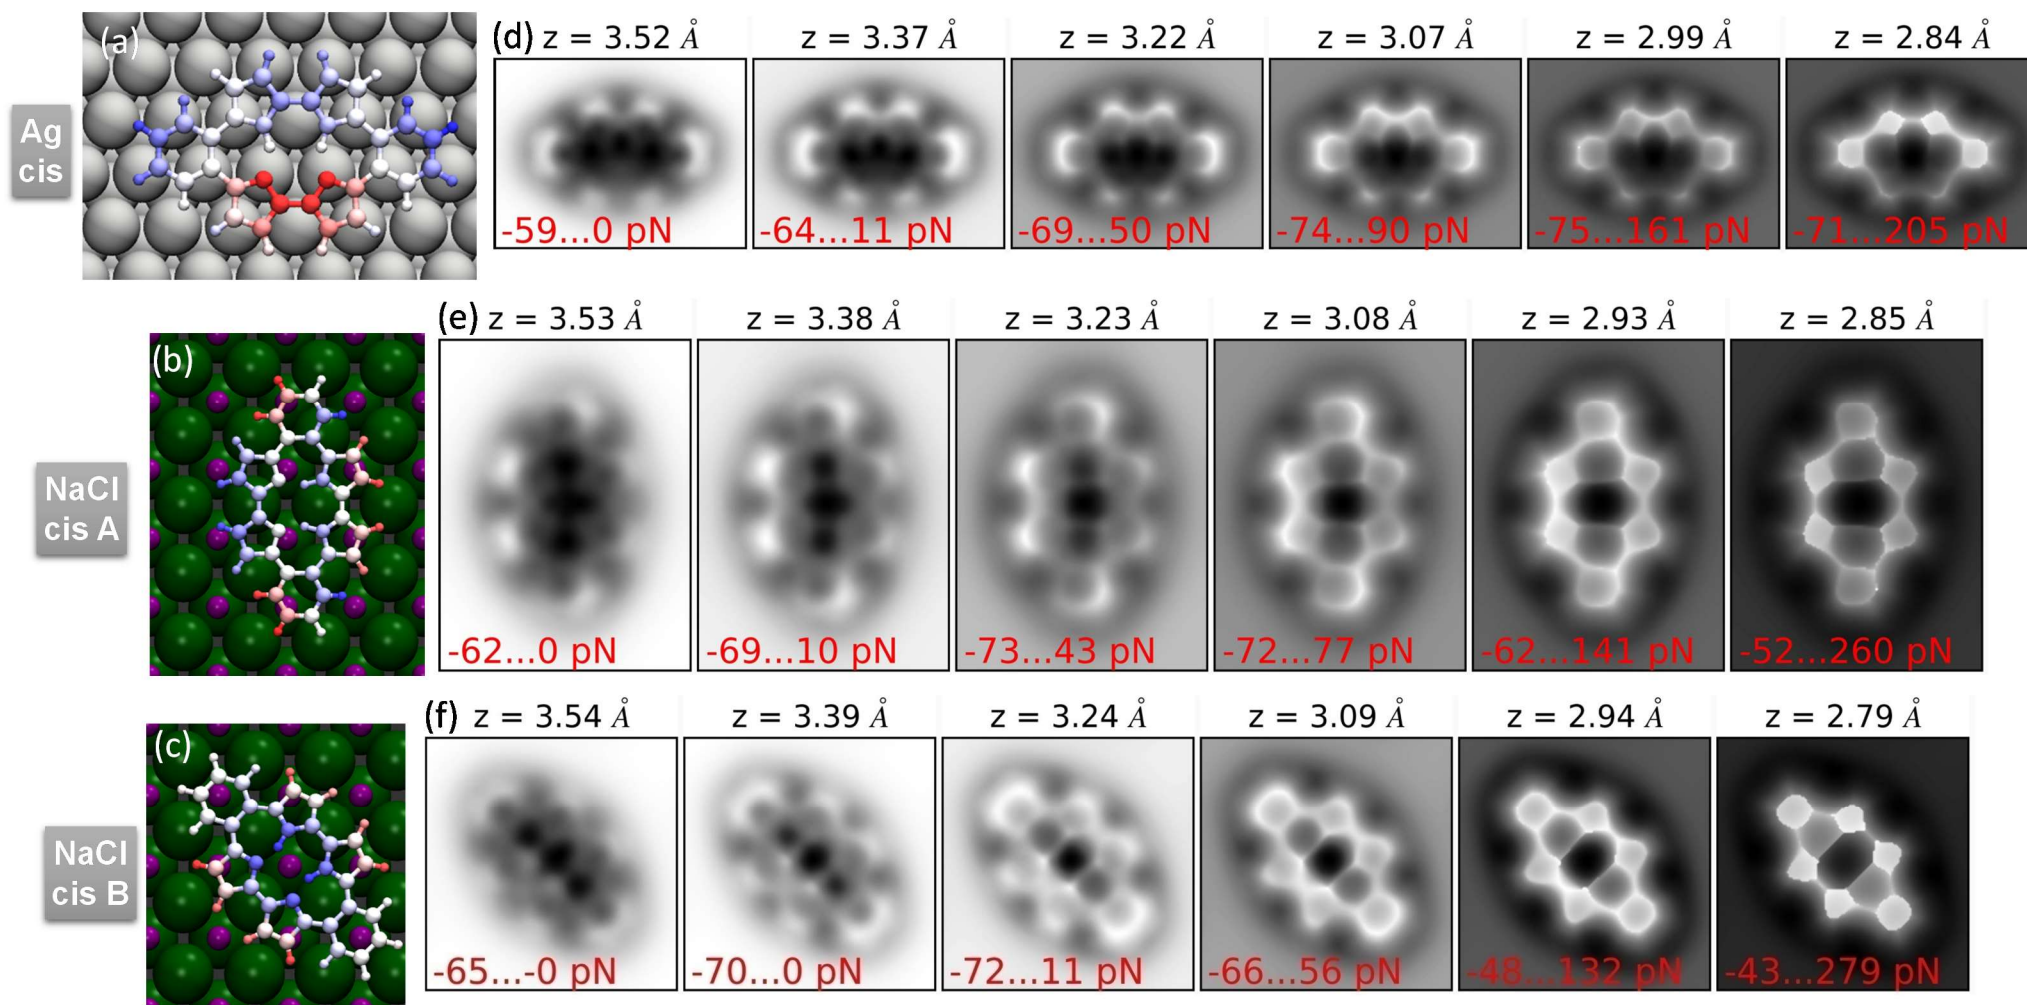 (a)
Ag
cis
(d) z = 3.52 Å
z = 3.37 Å
z = 3.22 Å
z = 3.07 Å
z = 2.99 Å
z = 2.84 Å
-59...0 pN
-64...11 pN
-69...50 pN
-74...90 pN
-75...161 pN
-71...205 pN
(b)
NaCl
cis A
(e) z = 3.53 Å
z = 3.38 Å
z = 3.23 Å
z = 3.08 Å
z = 2.93 Å
z = 2.85 Å
-62...0 pN
-69...10 pN
-73...43 pN
-72...77 pN
-62...141 pN
-52...260 pN
(c)
NaCl
cis B
(f) z = 3.54 Å
z = 3.39 Å
z = 3.24 Å
z = 3.09 Å
z = 2.94 Å
z = 2.79 Å
-65...-0 pN
-70...0 pN
-72...11 pN
-66...56 pN
-48...132 pN
-43...279 pN